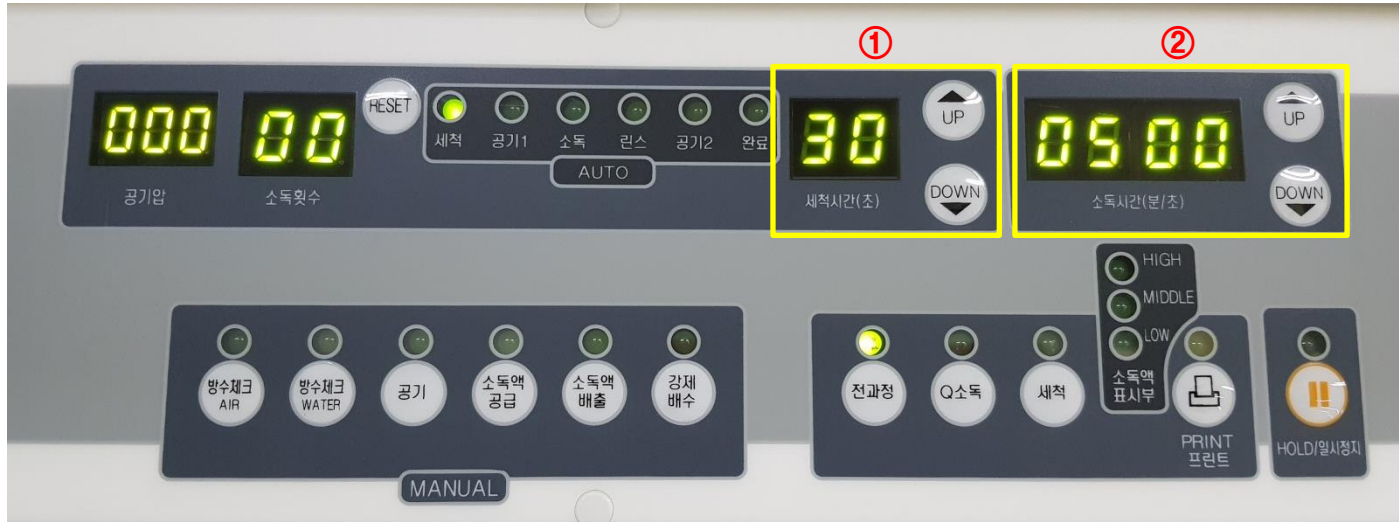 ①
②
000
00
RESET
세척
공기1
소독
린스
공기2
완료
AUTO
30
UP
DOWN
0500
UP
DOWN
공기압
소독횟수
세척시간(초)
소독시간(분/초)
HIGH
MIDDLE
LOW
소독액
표시부
방수체크
AIR
방수체크
WATER
공기
소독액
공급
소독액
배출
강제
배수
MANUAL
전과정
Q소독
세척
PRINT
프린트
HOLD/일시정지